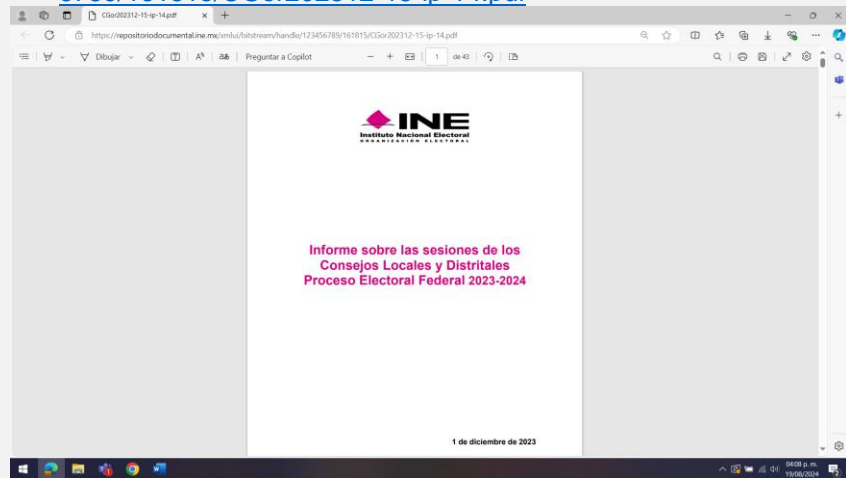 CGor202312-15-ip-14.pdf
https://repositoriodocumental.ine.mx/xmlui/bitstream/handle/123456789/161815/CGor202312-15-ip-14.pdf
Dibujar
Preguntar a Copilot
1 de 43
INE
Instituto Nacional Electoral
ORGANIZACIÓN ELECTORAL
Informe sobre las sesiones de los
Consejos Locales y Distritales
Proceso Electoral Federal 2023-2024
1 de diciembre de 2023
04:08 p. m.
19/08/2024